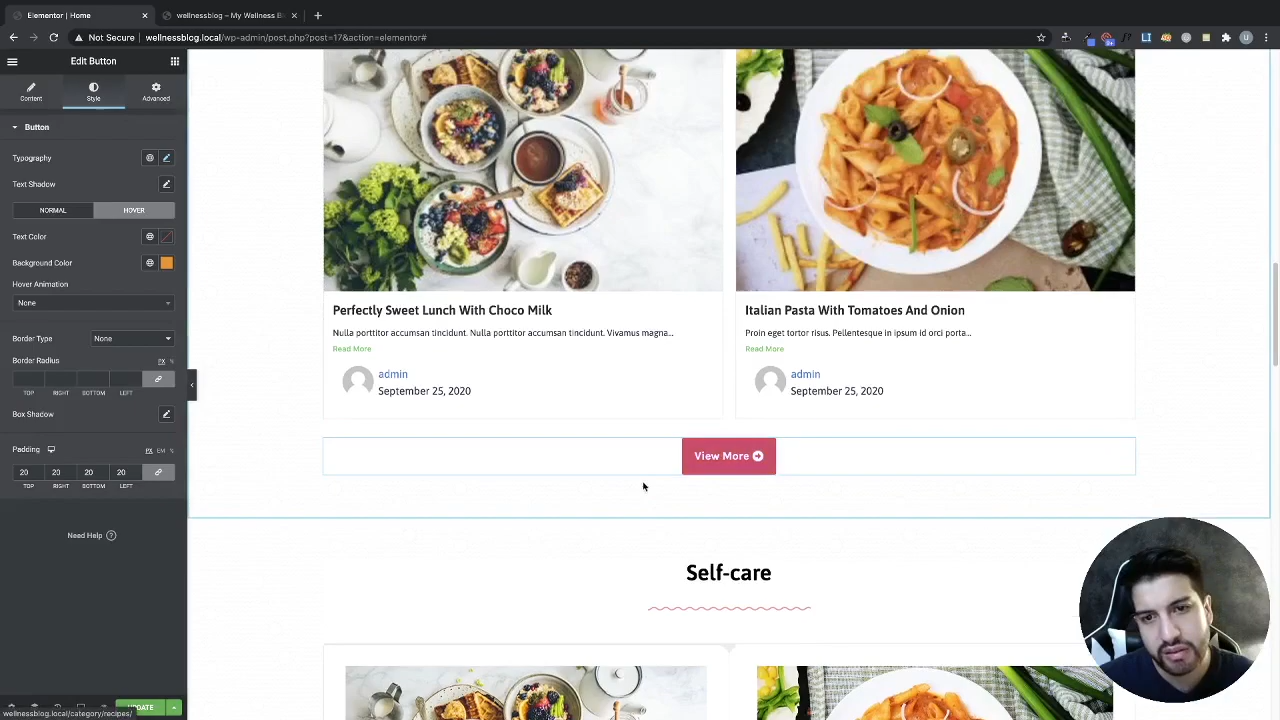 Elementor | Home
wellnessblog – My Wellness B
Not Secure | wellnessblog.local/wp-admin/post.php?post=17&action=elementor#
Edit Button
Content
Style
Advanced
Button
Typography
Text Shadow
NORMAL
HOVER
Text Color
Background Color
Hover Animation
None
Border Type
None
Border Radius
PX %
TOP RIGHT BOTTOM LEFT
Box Shadow
Padding
PX EM %
20 20 20 20
TOP RIGHT BOTTOM LEFT
Need Help
UPDATE
wellnessblog.local/category/recipes/
Perfectly Sweet Lunch With Choco Milk
Nulla porttitor accumsan tincidunt. Nulla porttitor accumsan tincidunt. Vivamus magna...
Read More
admin
September 25, 2020
Italian Pasta With Tomatoes And Onion
Proin eget tortor risus. Pellentesque in ipsum id orci porta...
Read More
admin
September 25, 2020
View More
Self-care